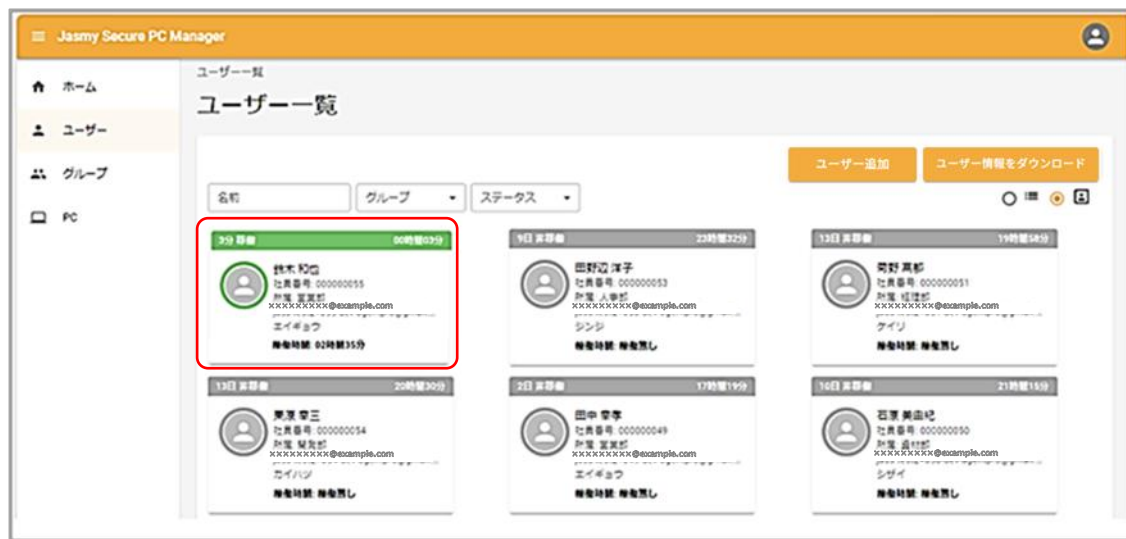 Jasmy Secure PC Manager
ホーム
ユーザー
グループ
PC
ユーザー一覧
ユーザー一覧
ユーザー追加
ユーザー情報をダウンロード
名前
グループ
ステータス
3分 稼働 00時間03分
鈴木 和也
社員番号 000000055
所属 営業部
xxxxxxxxx@example.com
エイギョウ
稼働時間: 02時間35分
9日 非稼働 23時間32分
田野辺 洋子
社員番号 000000053
所属 人事部
xxxxxxxxx@example.com
ジンジ
稼働時間: 稼働無し
13日 非稼働 19時間58分
社員番号 000000051
所属 経理部
xxxxxxxxx@example.com
ケイリ
稼働時間: 稼働無し
13日 非稼働 20時間30分
社員番号 000000054
所属 開発部
xxxxxxxxx@example.com
カイハツ
稼働時間: 稼働無し
2日 非稼働 17時間19分
田中
社員番号 000000049
所属 営業部
xxxxxxxxx@example.com
エイギョウ
稼働時間: 稼働無し
10日 非稼働 21時間15分
石原 美由紀
社員番号 000000050
所属 資材部
xxxxxxxxx@example.com
シザイ
稼働時間: 稼働無し